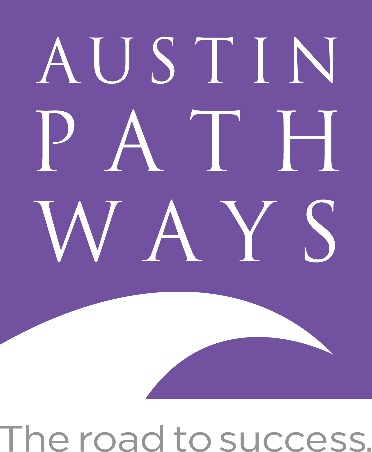 AUSTIN
PATH
WAYS
The road to success.